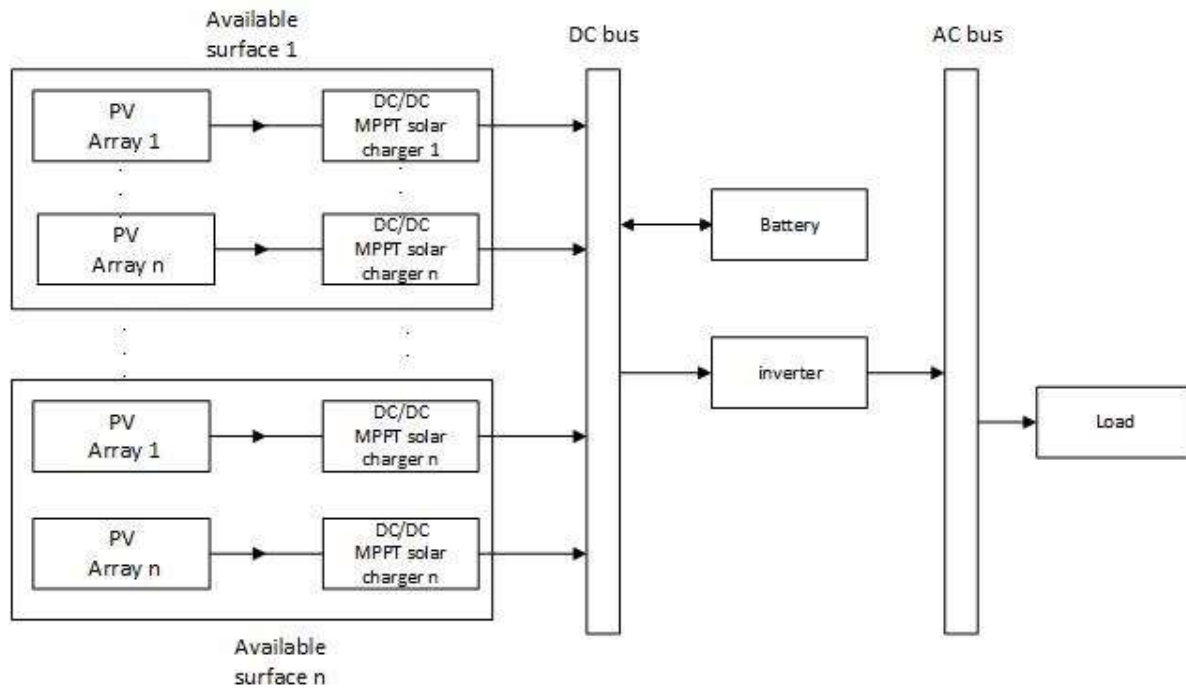 Available
surface 1
DC bus
AC bus
PV
Array 1
DC/DC
MPPT solar
charger 1
PV
Array n
DC/DC
MPPT solar
charger n
Battery
inverter
Load
PV
Array 1
DC/DC
MPPT solar
charger n
PV
Array n
DC/DC
MPPT solar
charger n
Available
surface n